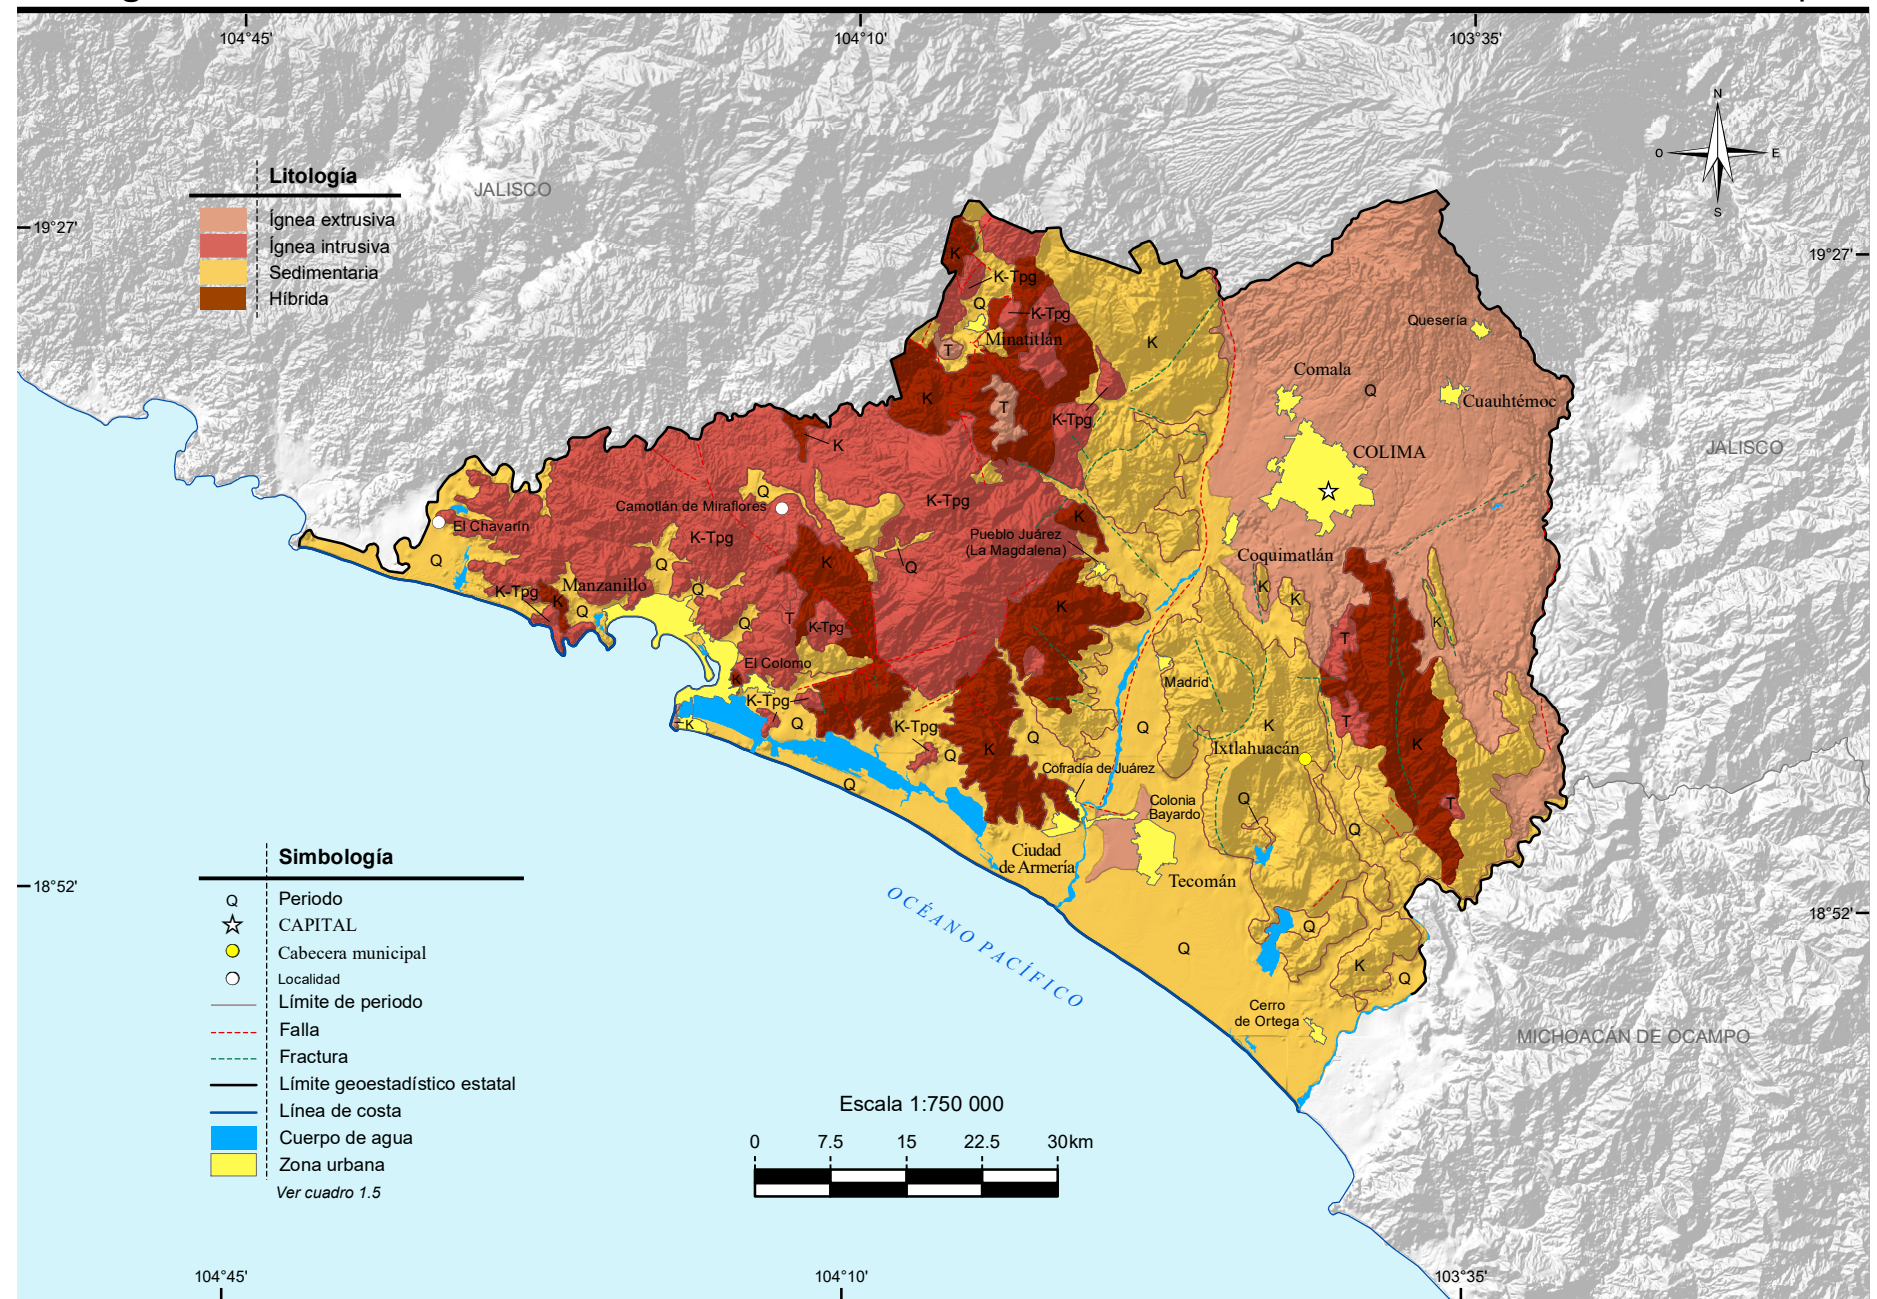 104°45'
104°10'
103°35'
N
O
E
S
Litología
Ígnea extrusiva
Ígnea intrusiva
Sedimentaria
Híbrida
JALISCO
19°27'
19°27'
K
K-Tpg
Q
K-Tpg
Minatitlán
T
K
Quesería
Comala
Q
Cuauhtémoc
K
T
K-Tpg
K
COLIMA
JALISCO
Q
Camotlán de Miraflores
K-Tpg
El Chavarín
K
K-Tpg
Pueblo Juárez
(La Magdalena)
Coquimatlán
Q
K
Q
Q
K-Tpg
Manzanillo
K
Q
Q
K
K
K
K
Q
T
K-Tpg
T
El Colomo
K
Madrid
K-Tpg
Q
K-Tpg
K
T
K
Q
Q
K
Ixtlahuacán
K
Q
Cofradía de Juárez
Q
Colonia
Bayardo
Q
T
Q
Ciudad
de Armería
Tecomán
18°52'
18°52'
OCÉANO PACÍFICO
Q
Q
K
Q
Cerro
de Ortega
MICHOACÁN DE OCAMPO
Simbología
Q Periodo
CAPITAL
Cabecera municipal
Localidad
Límite de periodo
Falla
Fractura
Límite geoestadístico estatal
Línea de costa
Cuerpo de agua
Zona urbana
Ver cuadro 1.5
Escala 1:750 000
0 7.5 15 22.5 30km
104°45'
104°10'
103°35'